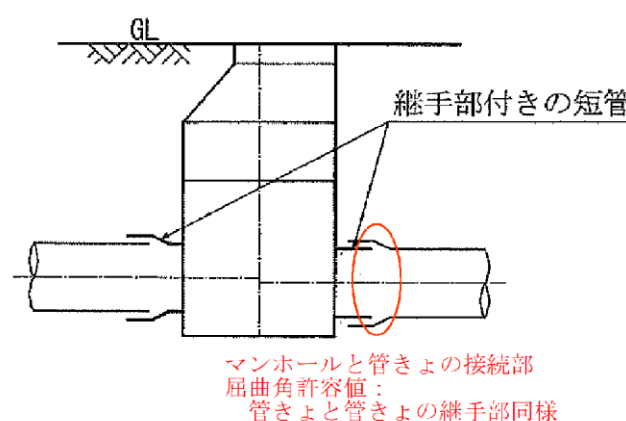 GL
継手部付きの短管
マンホールと管きょの接続部
屈曲角許容値：
管きょと管きょの継手部同様